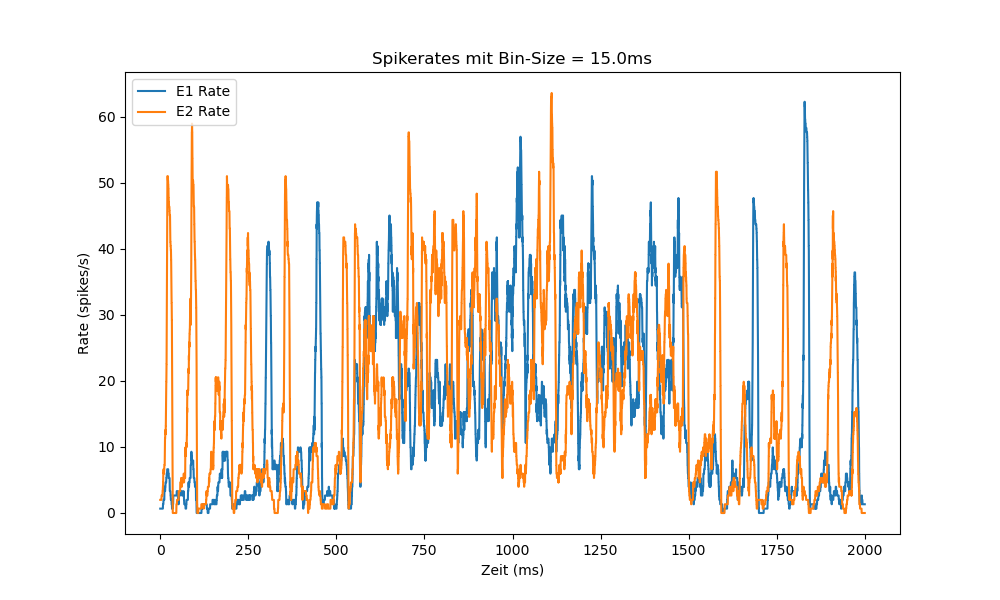 Spikerates mit Bin-Size = 15.0ms
E1 Rate
E2 Rate
Rate (spikes/s)
60
50
40
30
20
10
0
0 250 500 750 1000 1250 1500 1750 2000
Zeit (ms)